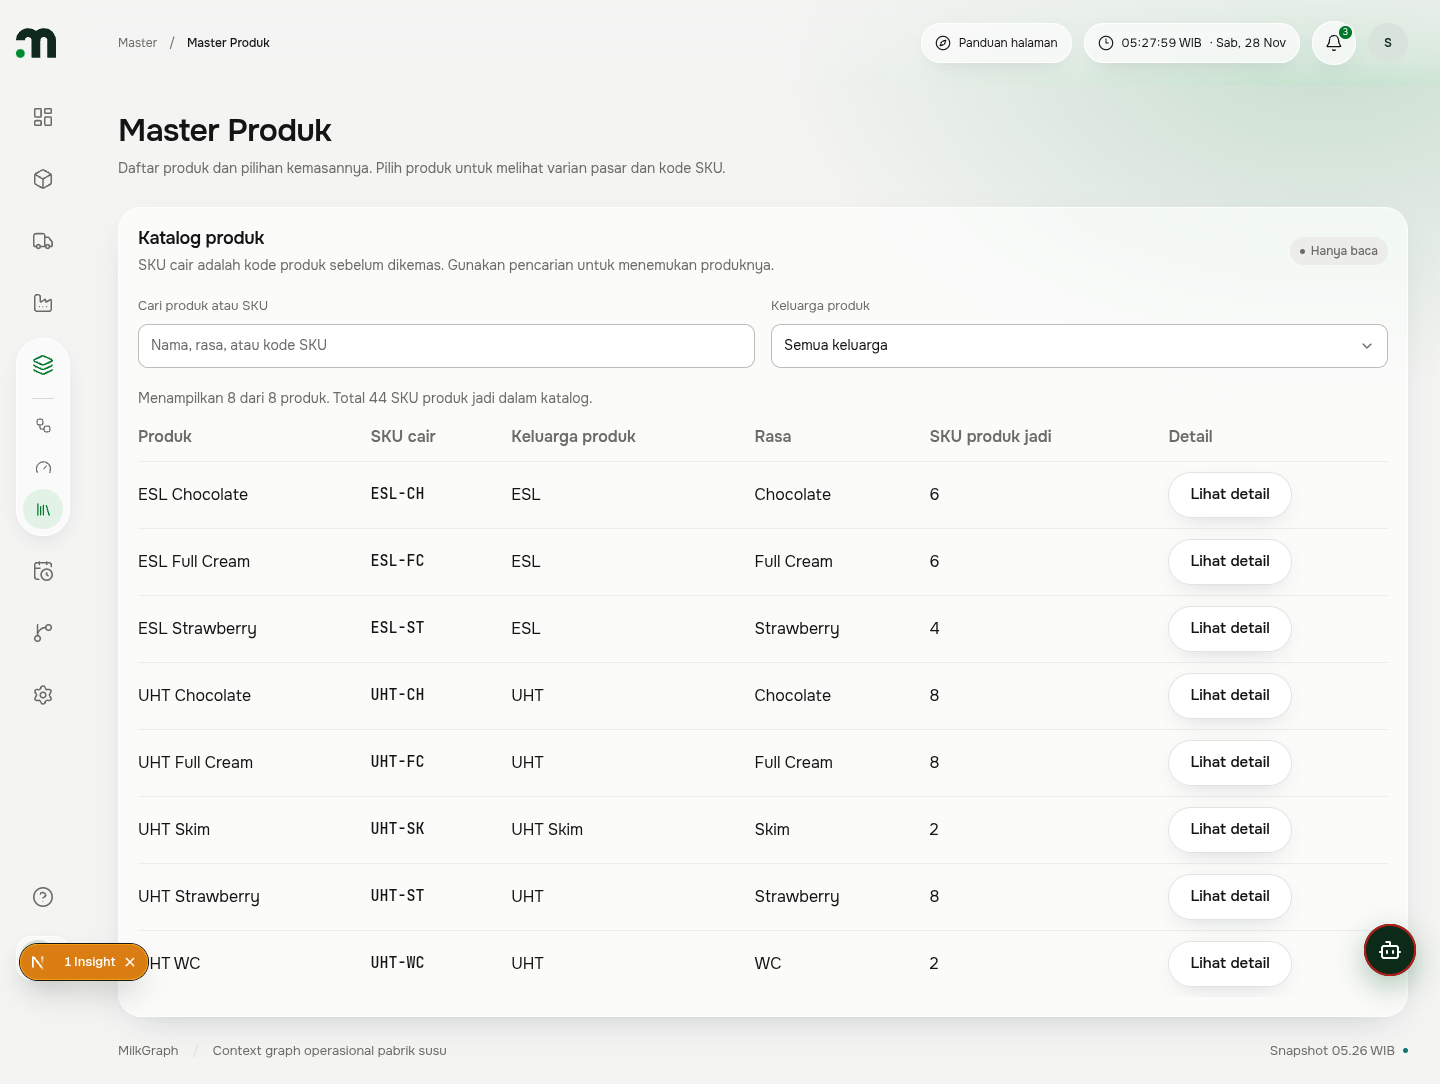 m
Master / Master Produk
Panduan halaman
05:27:59 WIB · Sab, 28 Nov
3
S
Master Produk
Daftar produk dan pilihan kemasannya. Pilih produk untuk melihat varian pasar dan kode SKU.
Katalog produk
SKU cair adalah kode produk sebelum dikemas. Gunakan pencarian untuk menemukan produknya.
Hanya baca
Cari produk atau SKU
Keluarga produk
Nama, rasa, atau kode SKU
Semua keluarga
Menampilkan 8 dari 8 produk. Total 44 SKU produk jadi dalam katalog.
Produk SKU cair Keluarga produk Rasa SKU produk jadi Detail
ESL Chocolate ESL-CH ESL Chocolate 6 Lihat detail
ESL Full Cream ESL-FC ESL Full Cream 6 Lihat detail
ESL Strawberry ESL-ST ESL Strawberry 4 Lihat detail
UHT Chocolate UHT-CH UHT Chocolate 8 Lihat detail
UHT Full Cream UHT-FC UHT Full Cream 8 Lihat detail
UHT Skim UHT-SK UHT Skim Skim 2 Lihat detail
UHT Strawberry UHT-ST UHT Strawberry 8 Lihat detail
HT WC UHT-WC UHT WC 2 Lihat detail
N 1 Insight
MilkGraph / Context graph operasional pabrik susu
Snapshot 05.26 WIB